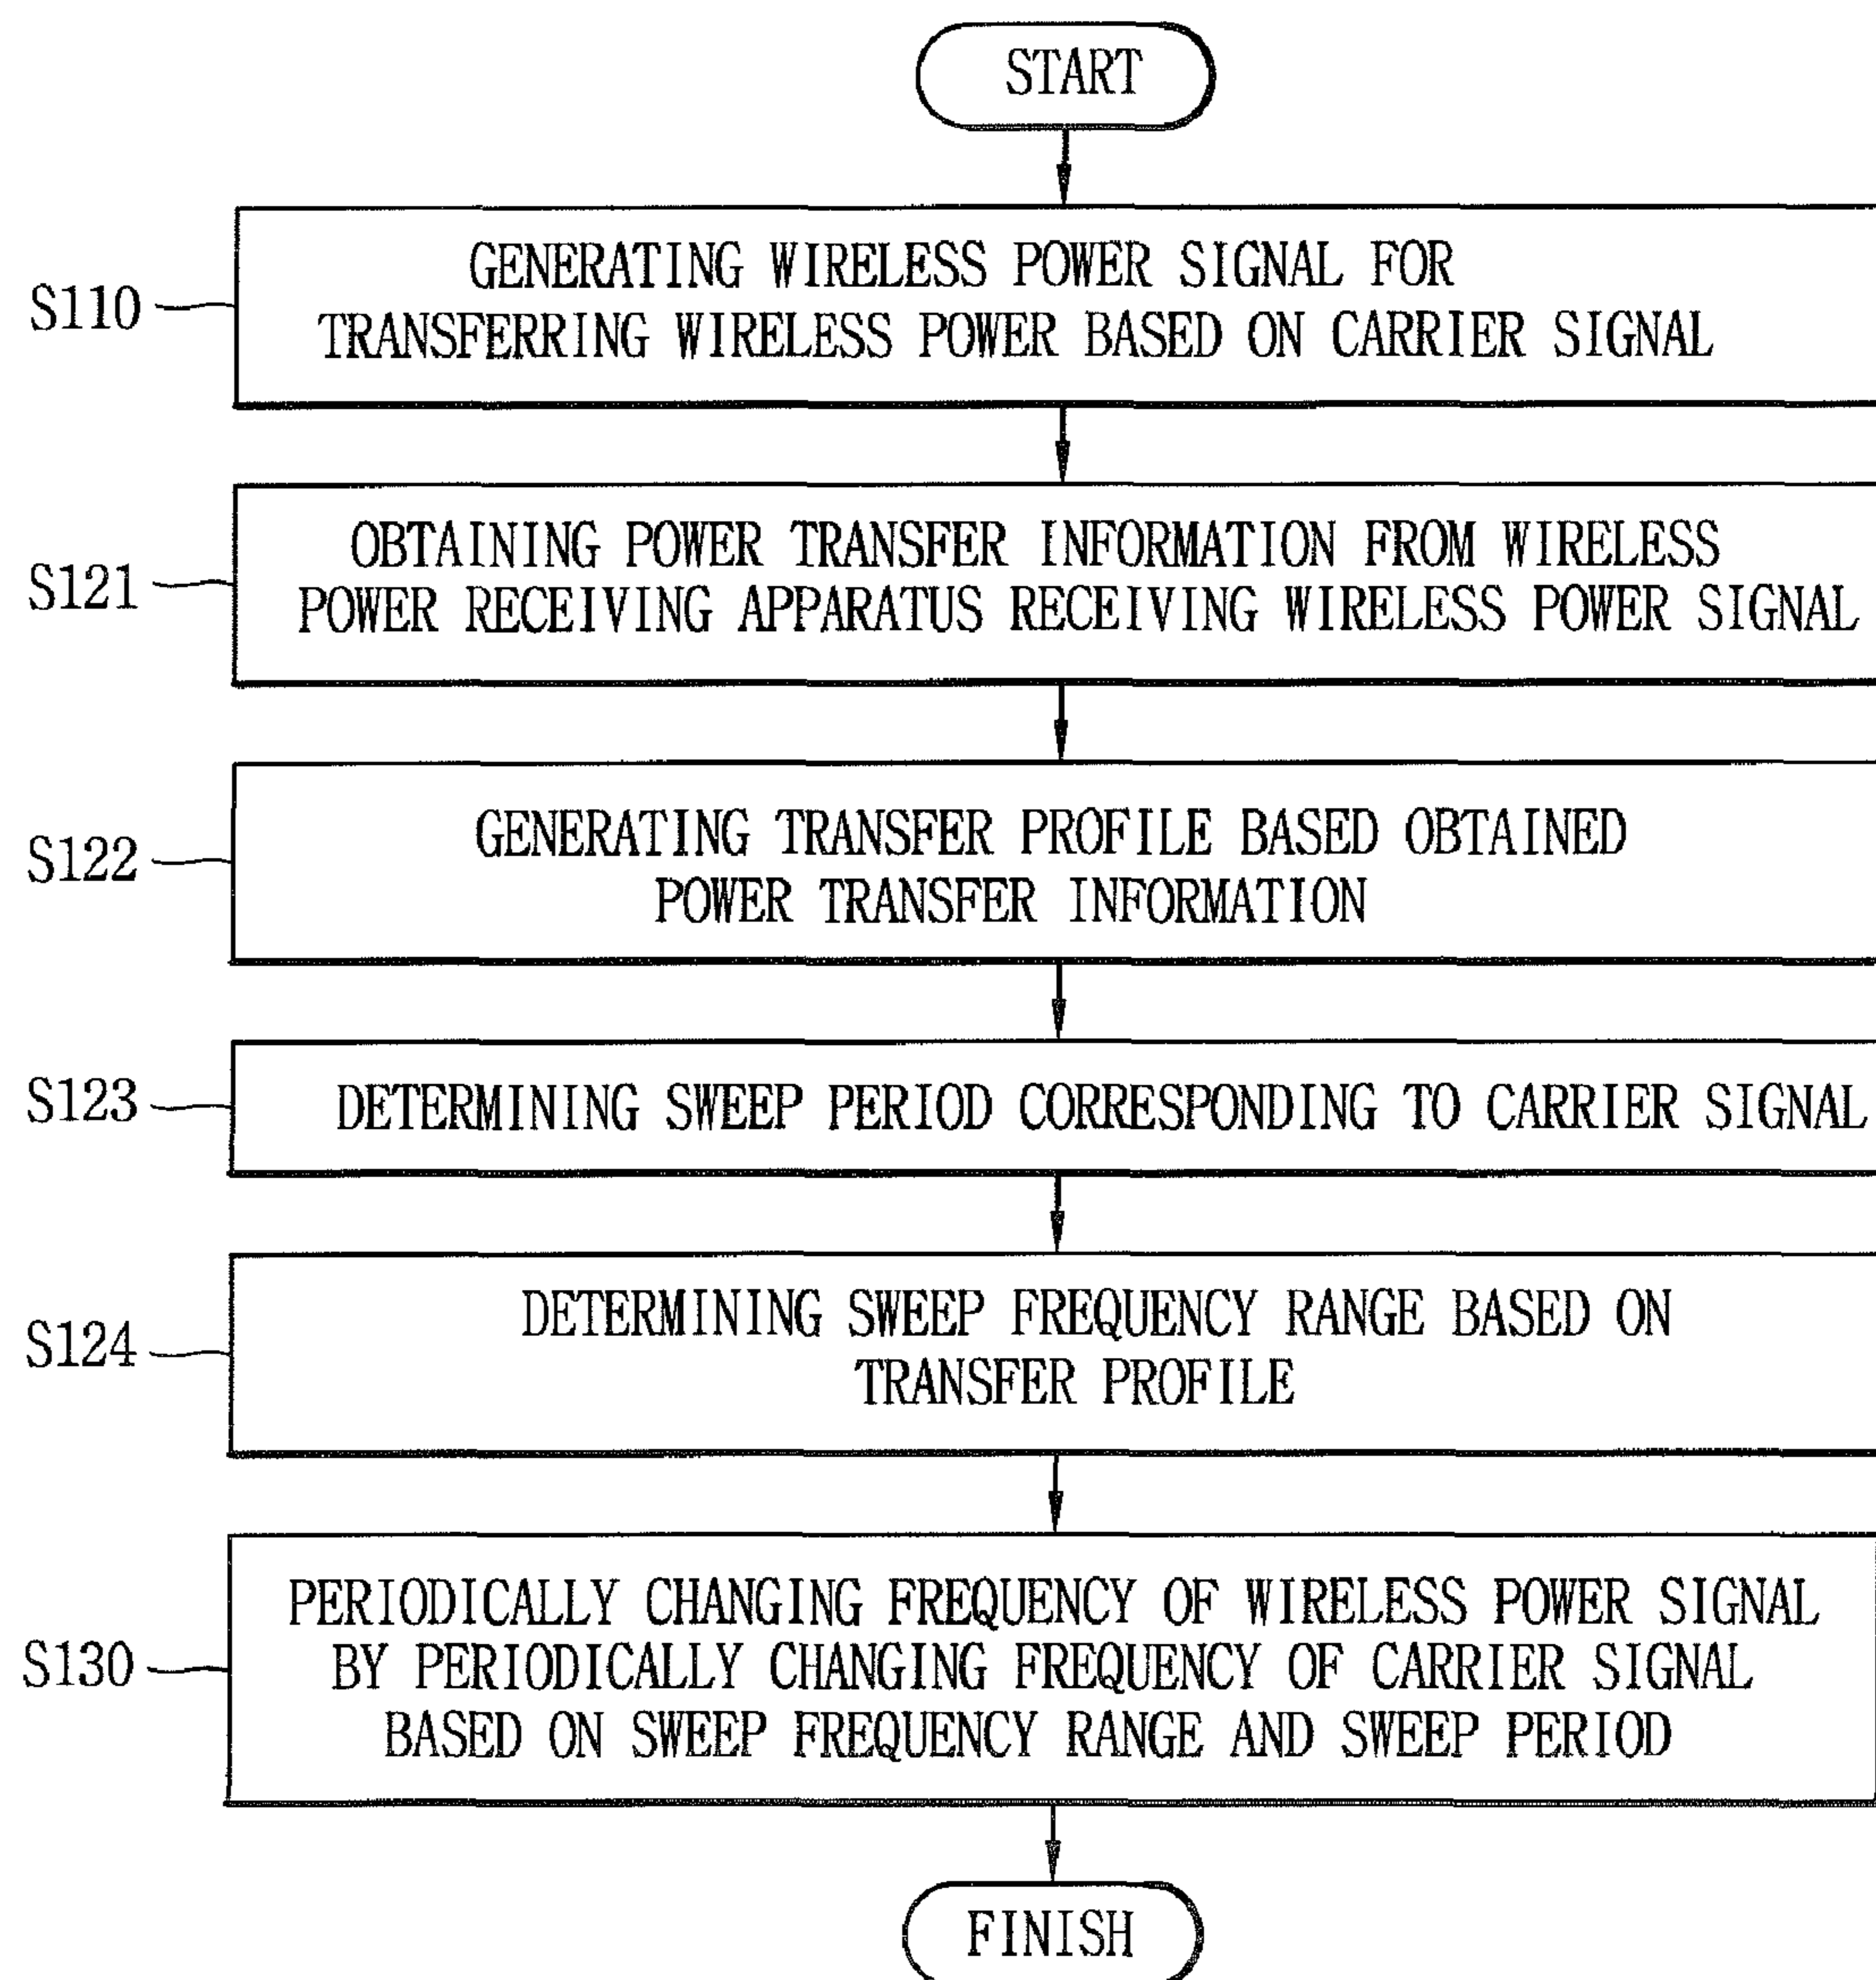 START
S110
GENERATING WIRELESS POWER SIGNAL FOR
TRANSFERRING WIRELESS POWER BASED ON CARRIER SIGNAL
S121
OBTAINING POWER TRANSFER INFORMATION FROM WIRELESS
POWER RECEIVING APPARATUS RECEIVING WIRELESS POWER SIGNAL
S122
GENERATING TRANSFER PROFILE BASED OBTAINED
POWER TRANSFER INFORMATION
S123
DETERMINING SWEEP PERIOD CORRESPONDING TO CARRIER SIGNAL
S124
DETERMINING SWEEP FREQUENCY RANGE BASED ON
TRANSFER PROFILE
S130
PERIODICALLY CHANGING FREQUENCY OF WIRELESS POWER SIGNAL
BY PERIODICALLY CHANGING FREQUENCY OF CARRIER SIGNAL
BASED ON SWEEP FREQUENCY RANGE AND SWEEP PERIOD
FINISH